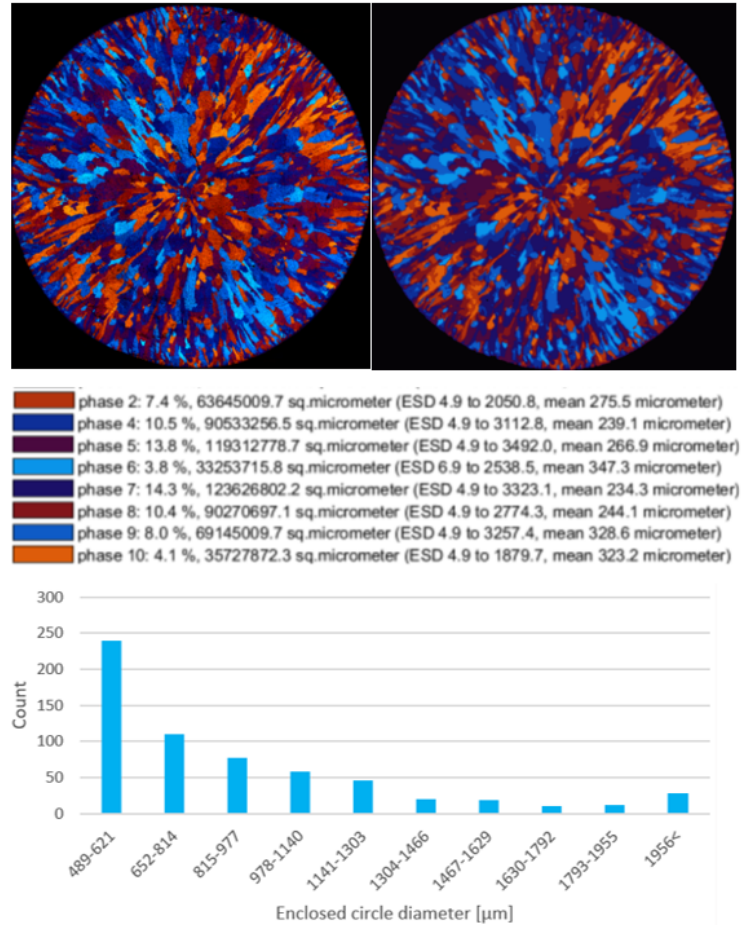 phase 2: 7.4 %, 63645009.7 sq.micrometer (ESD 4.9 to 2050.8, mean 275.5 micrometer)
phase 4: 10.5 %, 90533256.5 sq.micrometer (ESD 4.9 to 3112.8, mean 239.1 micrometer)
phase 5: 13.8 %, 119312778.7 sq.micrometer (ESD 4.9 to 3492.0, mean 266.9 micrometer)
phase 6: 3.8 %, 33253715.8 sq.micrometer (ESD 6.9 to 2538.5, mean 347.3 micrometer)
phase 7: 14.3 %, 123626802.2 sq.micrometer (ESD 4.9 to 3323.1, mean 234.3 micrometer)
phase 8: 10.4 %, 90270697.1 sq.micrometer (ESD 4.9 to 2774.3, mean 244.1 micrometer)
phase 9: 8.0 %, 69145009.7 sq.micrometer (ESD 4.9 to 3257.4, mean 328.6 micrometer)
phase 10: 4.1 %, 35727872.3 sq.micrometer (ESD 4.9 to 1879.7, mean 323.2 micrometer)
300
250
200
150
100
50
0
Count
489-621
652-814
815-977
978-1140
1141-1303
1304-1466
1467-1629
1630-1792
1793-1955
1956<
Enclosed circle diameter [µm]